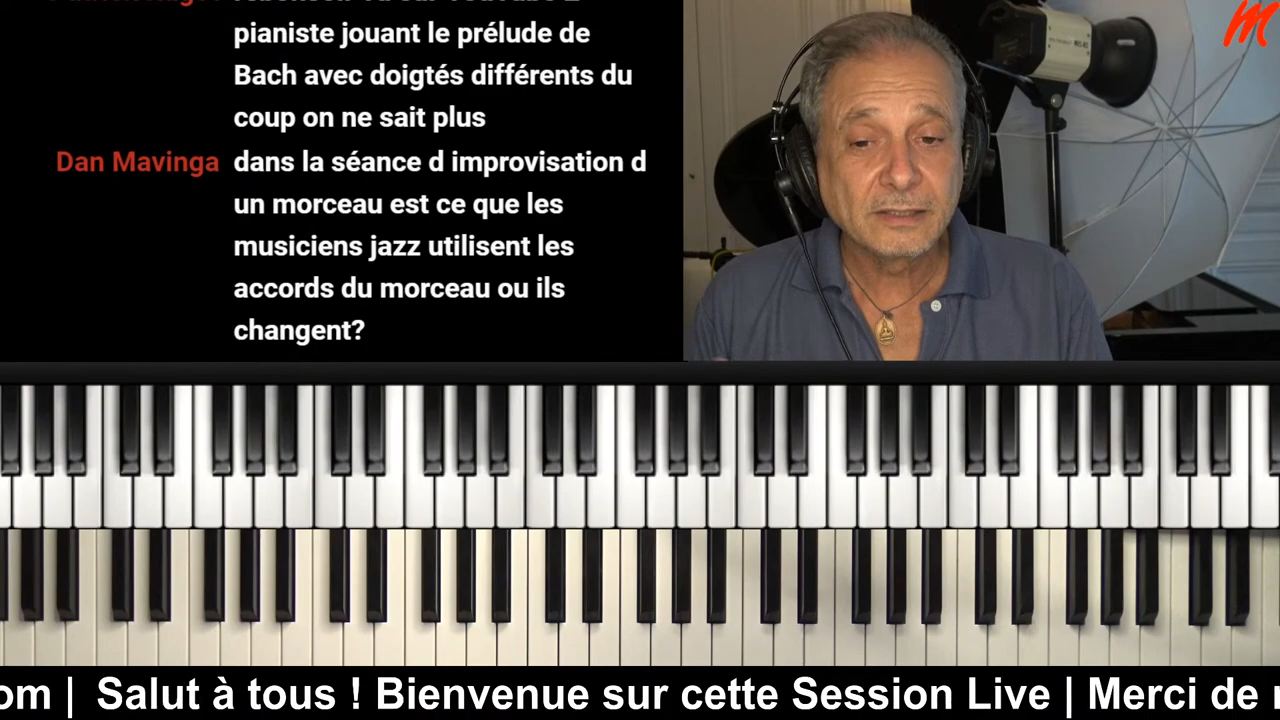 pianiste jouant le prélude de
Bach avec doigtés différents du
coup on ne sait plus
Dan Mavinga dans la séance d improvisation d
un morceau est ce que les
musiciens jazz utilisent les
accords du morceau ou ils
changent?
om | Salut à tous ! Bienvenue sur cette Session Live | Merci de